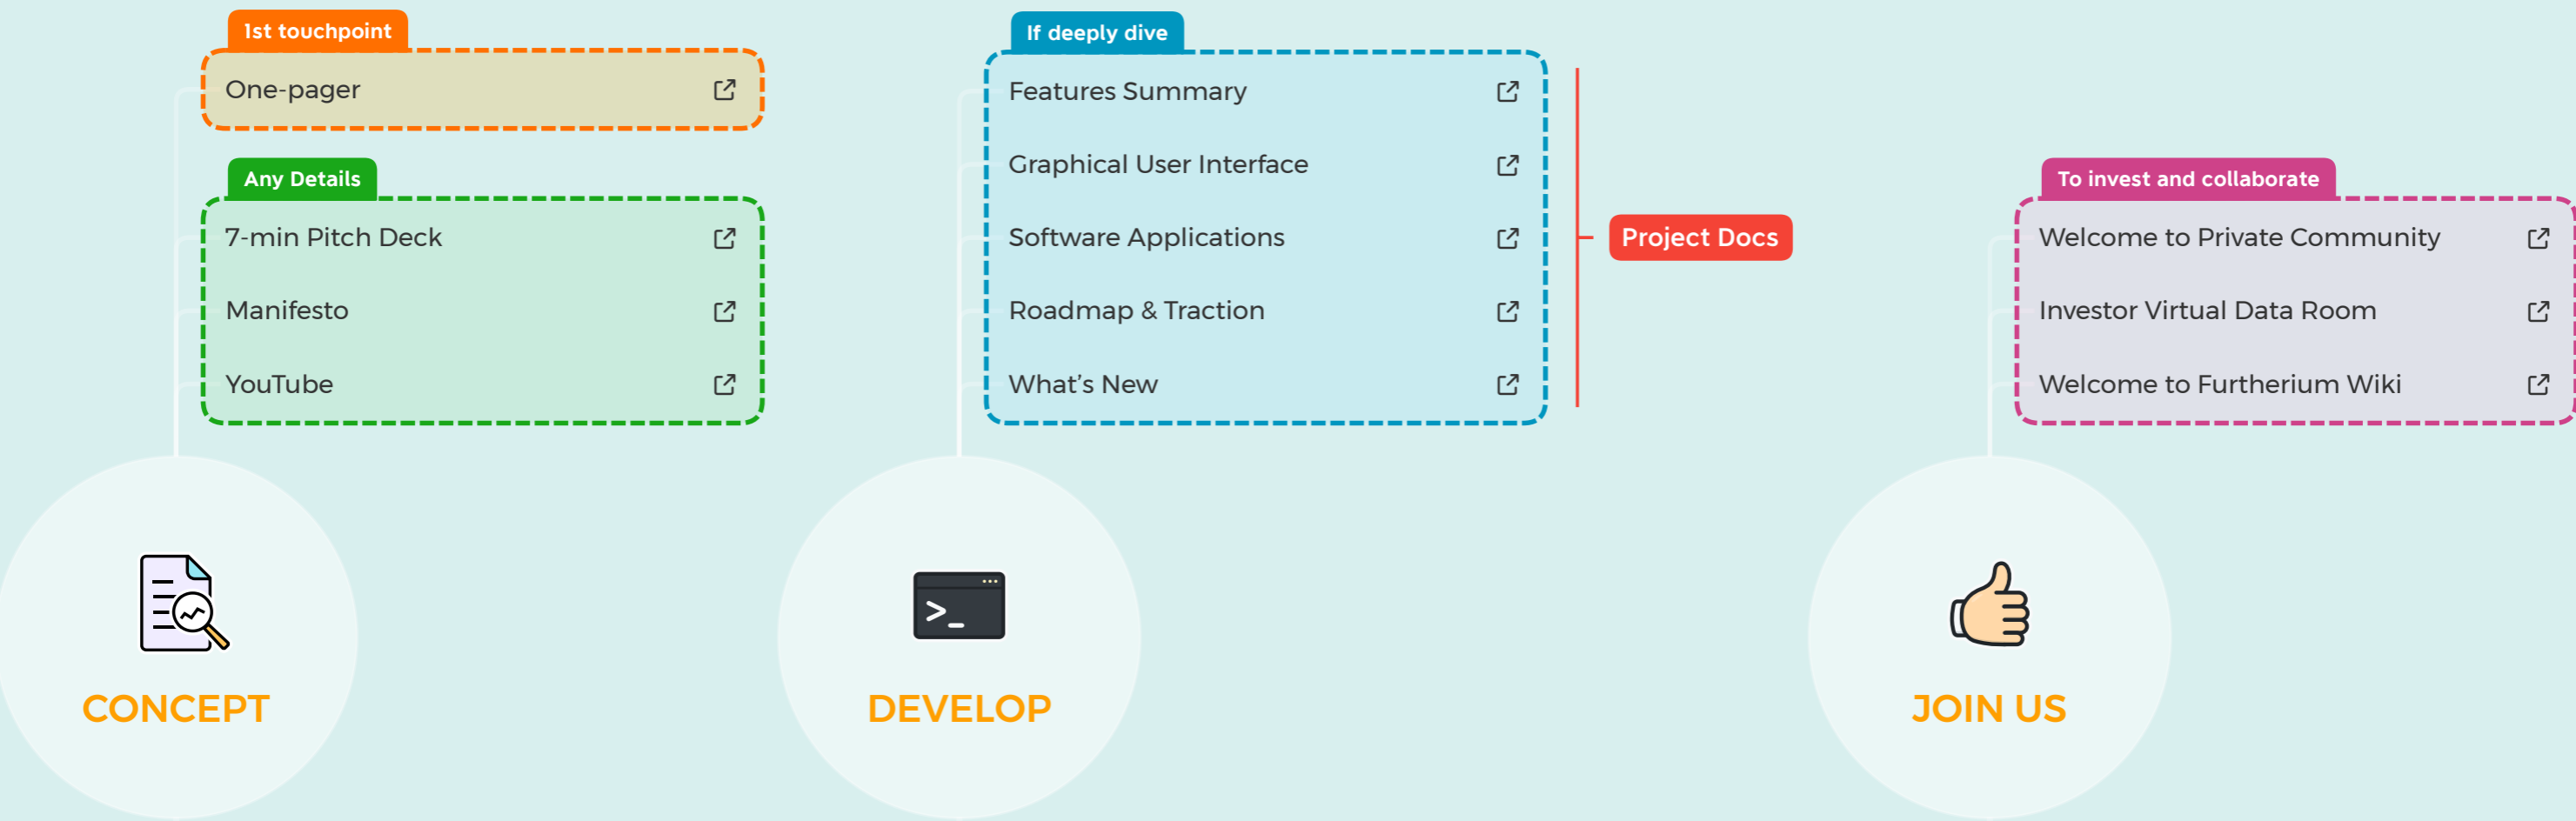 1st touchpoint
One-pager
Any Details
7-min Pitch Deck
Manifesto
YouTube
CONCEPT
If deeply dive
Features Summary
Graphical User Interface
Software Applications
Roadmap & Traction
What’s New
Project Docs
>_
DEVELOP
To invest and collaborate
Welcome to Private Community
Investor Virtual Data Room
Welcome to Furtherium Wiki
JOIN US